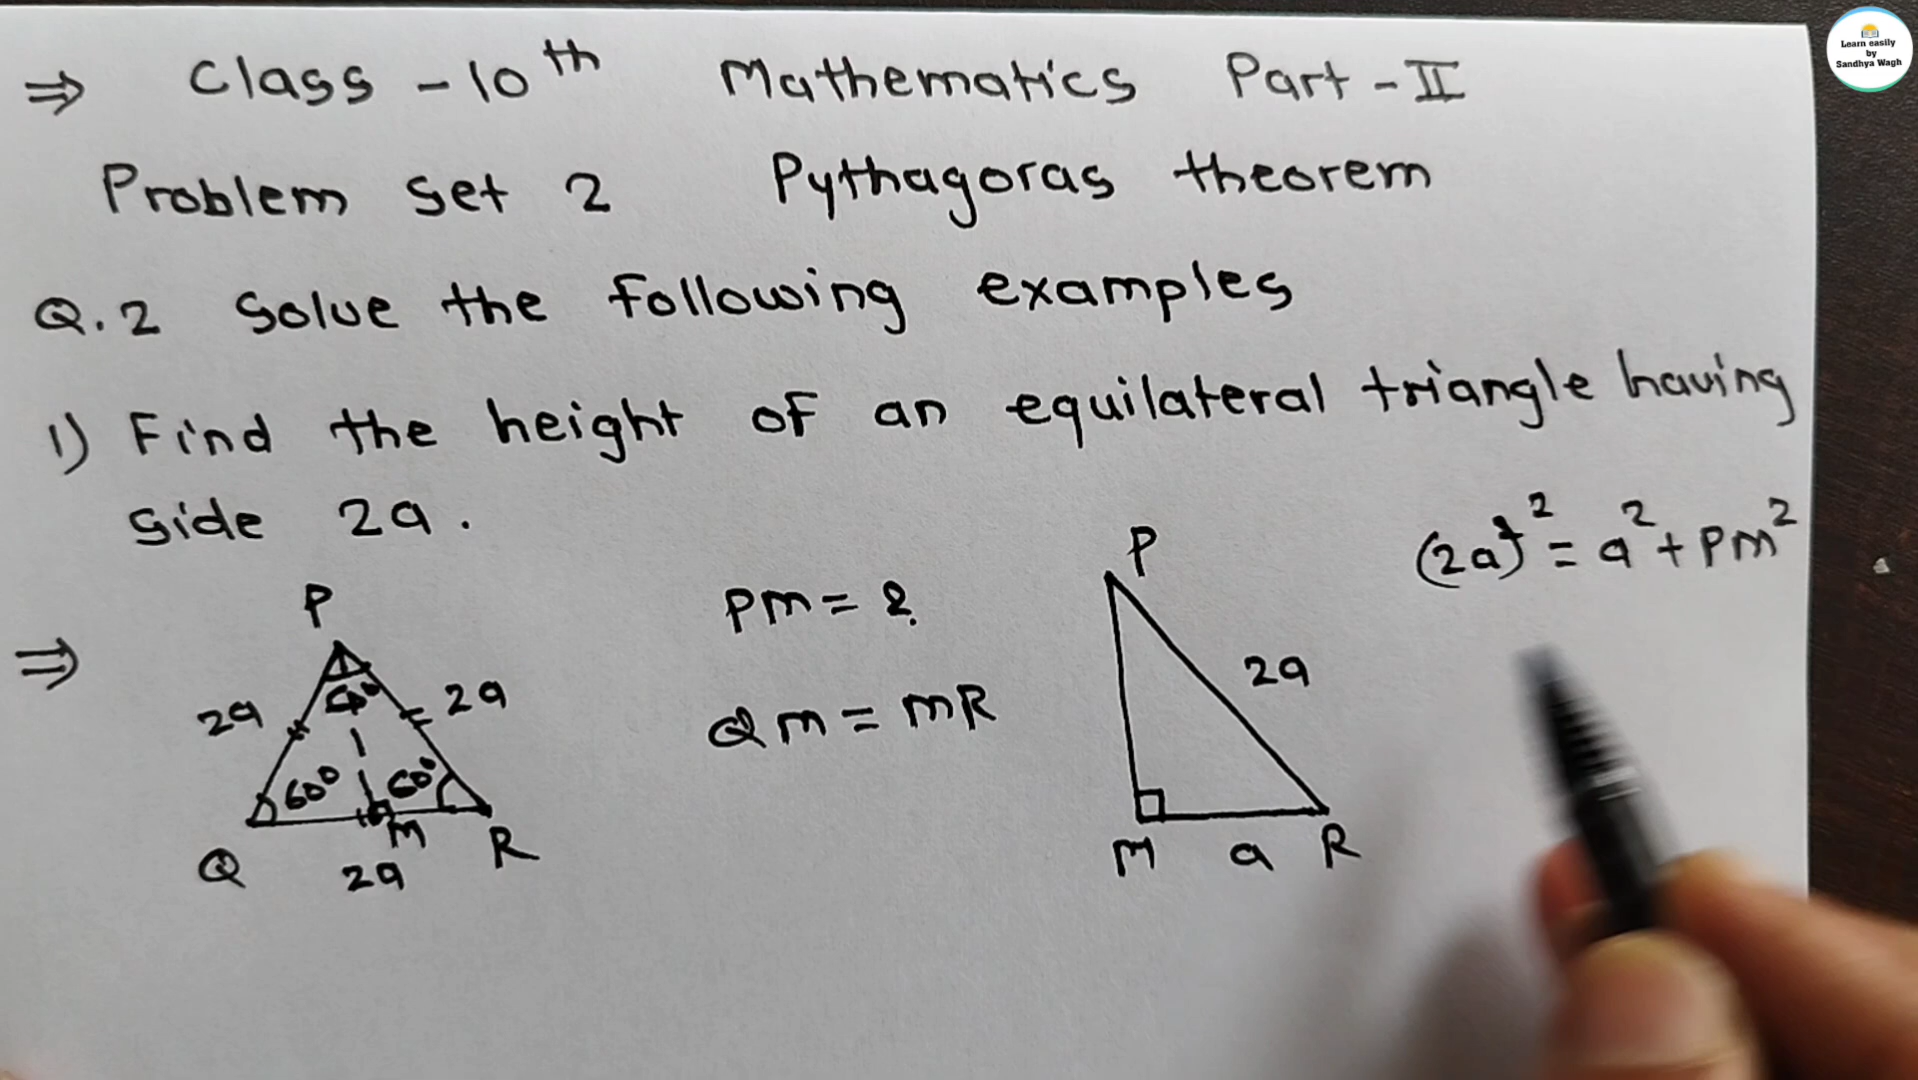 ⇒ Class - 10th Mathematics Part - II
Problem set 2 Pythagoras theorem
Q.2 Solve the following examples
1) Find the height of an equilateral triangle having
side 2a.
⇒
P
2a
2a
60°
60°
Q
M
R
2a
PM = ?
QM = MR
P
2a
M
a
R
(2a)² = a² + PM²
Learn easily
by
Sandhya Wagh